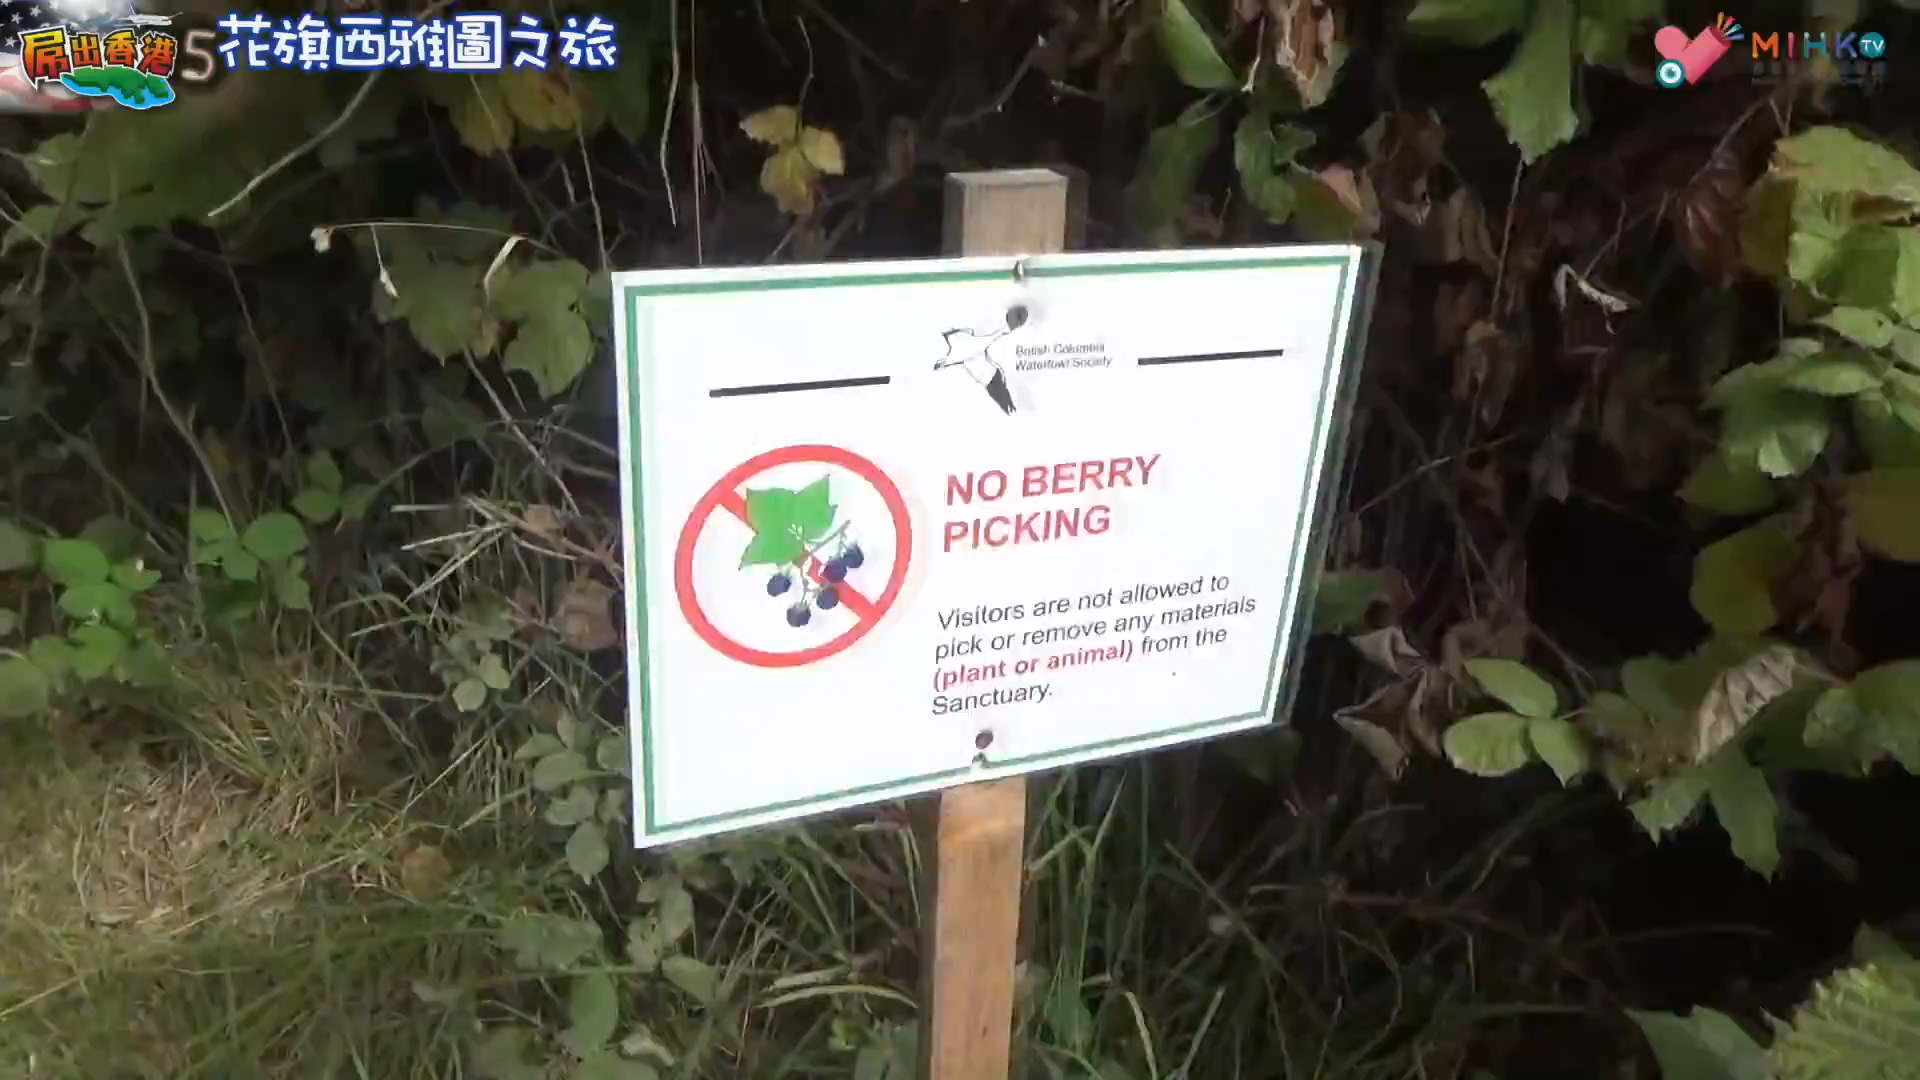 屌出香港5 花旗西雅圖之旅
MIHK TV
British Columbia
Waterfowl Society
NO BERRY
PICKING
Visitors are not allowed to
pick or remove any materials
(plant or animal) from the
Sanctuary.